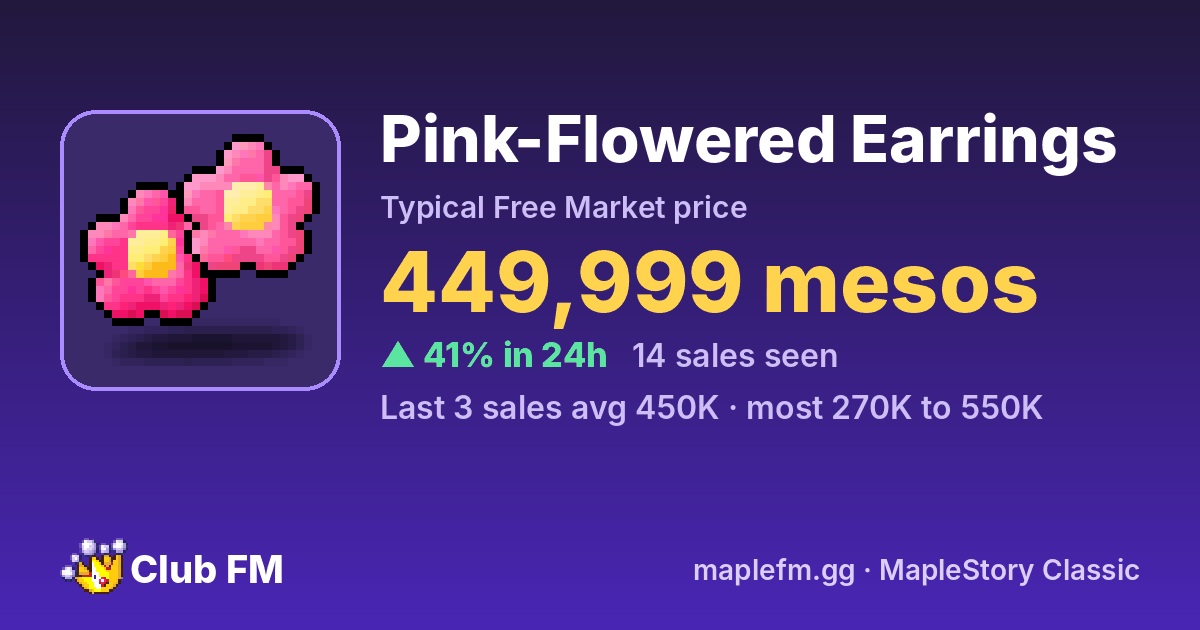 Pink-Flowered Earrings
Typical Free Market price
449,999 mesos
▲ 41% in 24h 14 sales seen
Last 3 sales avg 450K · most 270K to 550K
Club FM
maplefm.gg · MapleStory Classic